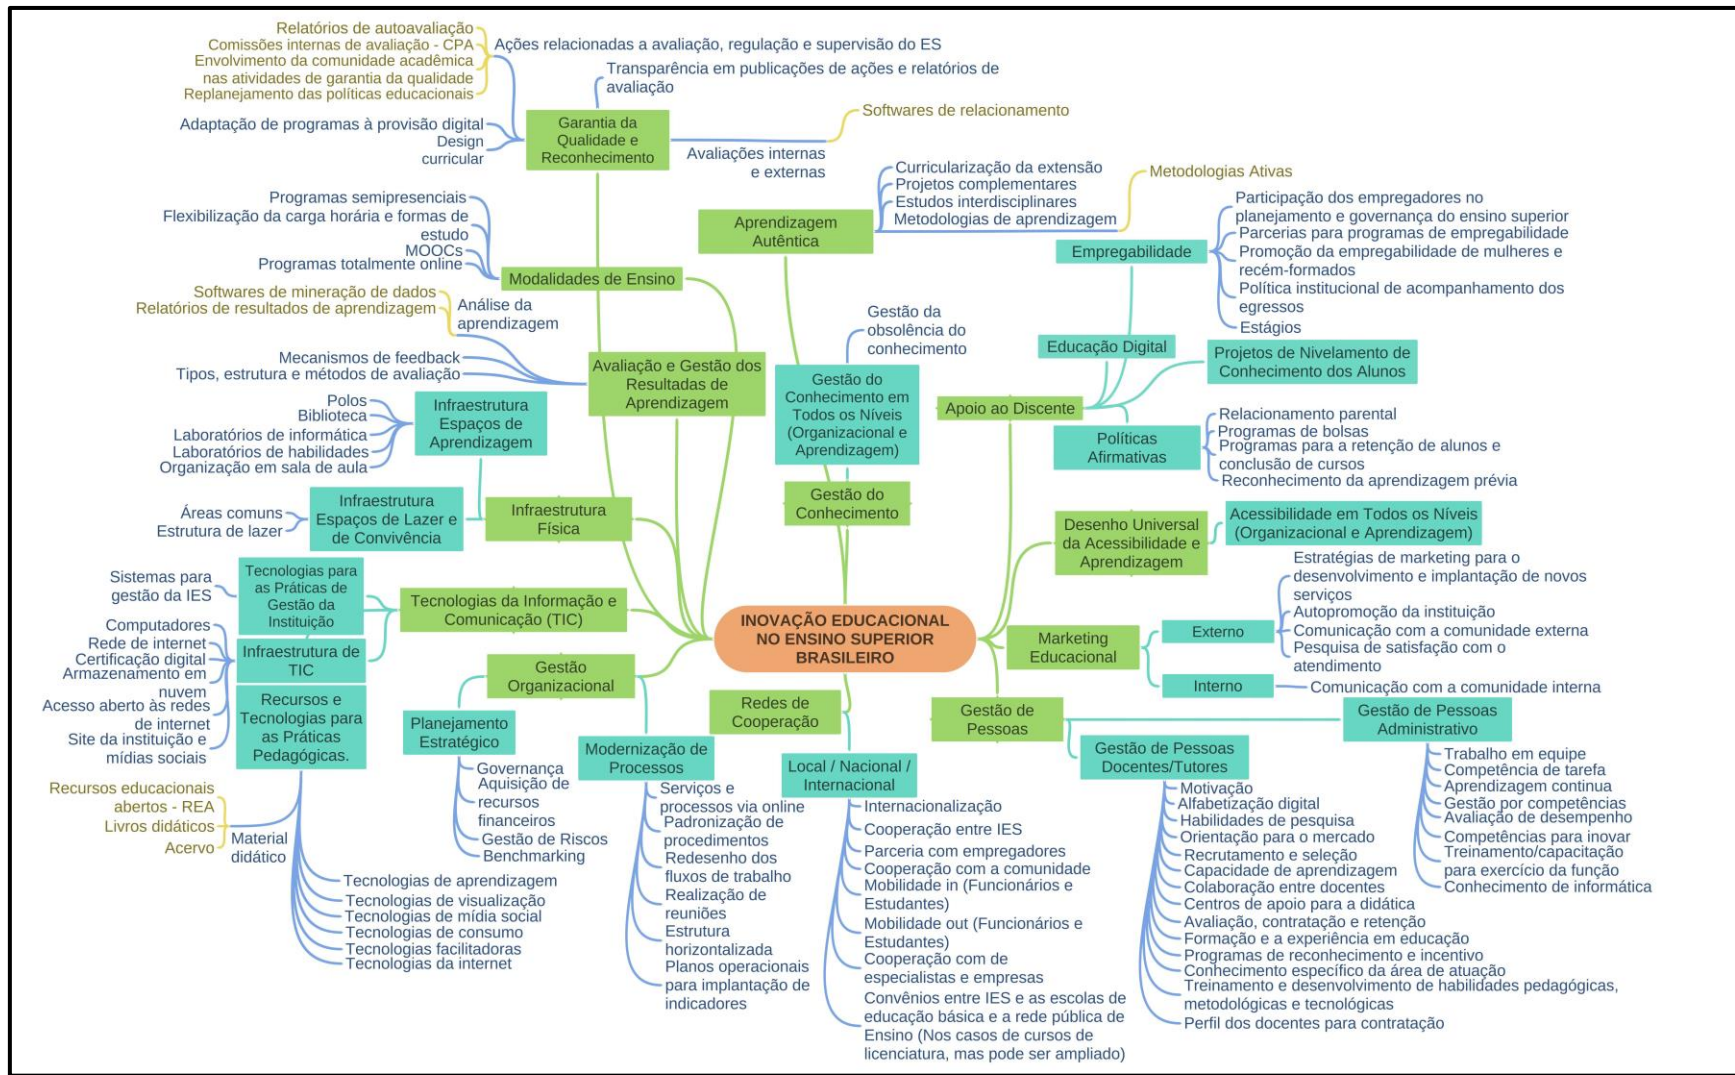 Relatórios de autoavaliação
Comissões internas de avaliação - CPA
Envolvimento da comunidade acadêmica
nas atividades de garantia da qualidade
Replanejamento das políticas educacionais
Ações relacionadas a avaliação, regulação e supervisão do ES
Transparência em publicações de ações e relatórios de
avaliação
Adaptação de programas à provisão digital
Design
curricular
Garantia da
Qualidade e
Reconhecimento
Softwares de relacionamento
Avaliações internas
e externas
Programas semipresenciais
Flexibilização da carga horária e formas de
estudo
MOOCs
Programas totalmente online
Modalidades de Ensino
Softwares de mineração de dados
Relatórios de resultados de aprendizagem
Análise da
aprendizagem
Mecanismos de feedback
Tipos, estrutura e métodos de avaliação
Avaliação e Gestão dos
Resultadas de
Aprendizagem
Polos
Biblioteca
Laboratórios de informática
Laboratórios de habilidades
Organização em sala de aula
Infraestrutura
Espaços de
Aprendizagem
Áreas comuns
Estrutura de lazer
Infraestrutura
Espaços de Lazer e
de Convivência
Infraestrutura
Física
Sistemas para
gestão da IES
Tecnologias para
as Práticas de
Gestão da
Instituição
Tecnologias da Informação e
Comunicação (TIC)
Computadores
Rede de internet
Certificação digital
Armazenamento em
nuvem
Acesso aberto às redes
de internet
Site da instituição e
mídias sociais
Infraestrutura de
TIC
Recursos e
Tecnologias para
as Práticas
Pedagógicas.
Recursos educacionais
abertos - REA
Livros didáticos
Acervo
Material
didático
Tecnologias de aprendizagem
Tecnologias de visualização
Tecnologias de mídia social
Tecnologias de consumo
Tecnologias facilitadoras
Tecnologias da internet
Gestão
Organizacional
Planejamento
Estratégico
Governança
Aquisição de
recursos
financeiros
Gestão de Riscos
Benchmarking
Modernização de
Processos
Serviços e
processos via online
Padronização de
procedimentos
Redesenho dos
fluxos de trabalho
Realização de
reuniões
Estrutura
horizontalizada
Planos operacionais
para implantação de
indicadores
INOVAÇÃO EDUCACIONAL
NO ENSINO SUPERIOR
BRASILEIRO
Aprendizagem
Autêntica
Curricularização da extensão
Projetos complementares
Estudos interdisciplinares
Metodologias de aprendizagem
Metodologias Ativas
Gestão da
obsolência do
conhecimento
Gestão do
Conhecimento em
Todos os Níveis
(Organizacional e
Aprendizagem)
Gestão do
Conhecimento
Empregabilidade
Participação dos empregadores no
planejamento e governança do ensino superior
Parcerias para programas de empregabilidade
Promoção da empregabilidade de mulheres e
recém-formados
Política institucional de acompanhamento dos
egressos
Estágios
Educação Digital
Projetos de Nivelamento de
Conhecimento dos Alunos
Apoio ao Discente
Políticas
Afirmativas
Relacionamento parental
Programas de bolsas
Programas para a retenção de alunos e
conclusão de cursos
Reconhecimento da aprendizagem prévia
Desenho Universal
da Acessibilidade e
Aprendizagem
Acessibilidade em Todos os Níveis
(Organizacional e Aprendizagem)
Marketing
Educacional
Externo
Estratégias de marketing para o
desenvolvimento e implantação de novos
serviços
Autopromoção da instituição
Comunicação com a comunidade externa
Pesquisa de satisfação com o
atendimento
Interno
Comunicação com a comunidade interna
Redes de
Cooperação
Local / Nacional /
Internacional
Internacionalização
Cooperação entre IES
Parceria com empregadores
Cooperação com a comunidade
Mobilidade in (Funcionários e
Estudantes)
Mobilidade out (Funcionários e
Estudantes)
Cooperação com de
especialistas e empresas
Convênios entre IES e as escolas de
educação básica e a rede pública de
Ensino (Nos casos de cursos de
licenciatura, mas pode ser ampliado)
Gestão de
Pessoas
Gestão de Pessoas
Docentes/Tutores
Motivação
Alfabetização digital
Habilidades de pesquisa
Orientação para o mercado
Recrutamento e seleção
Capacidade de aprendizagem
Colaboração entre docentes
Centros de apoio para a didática
Avaliação, contratação e retenção
Formação e a experiência em educação
Programas de reconhecimento e incentivo
Conhecimento específico da área de atuação
Treinamento e desenvolvimento de habilidades pedagógicas,
metodológicas e tecnológicas
Perfil dos docentes para contratação
Gestão de Pessoas
Administrativo
Trabalho em equipe
Competência de tarefa
Aprendizagem continua
Gestão por competências
Avaliação de desempenho
Competências para inovar
Treinamento/capacitação
para exercício da função
Conhecimento de informática